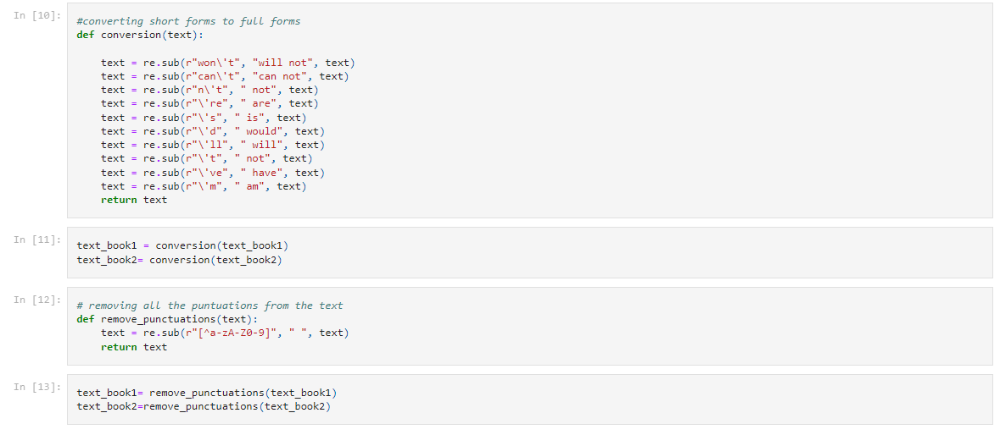 In [10]:
#converting short forms to full forms
def conversion(text):
    text = re.sub(r"won\'t", "will not", text)
    text = re.sub(r"can\'t", "can not", text)
    text = re.sub(r"n\'t", " not", text)
    text = re.sub(r"\'re", " are", text)
    text = re.sub(r"\'s", " is", text)
    text = re.sub(r"\'d", " would", text)
    text = re.sub(r"\'ll", " will", text)
    text = re.sub(r"\'t", " not", text)
    text = re.sub(r"\'ve", " have", text)
    text = re.sub(r"\'m", " am", text)
    return text
In [11]:
text_book1 = conversion(text_book1)
text_book2= conversion(text_book2)
In [12]:
# removing all the puntuations from the text
def remove_punctuations(text):
    text = re.sub(r"[^a-zA-Z0-9]", " ", text)
    return text
In [13]:
text_book1= remove_punctuations(text_book1)
text_book2=remove_punctuations(text_book2)